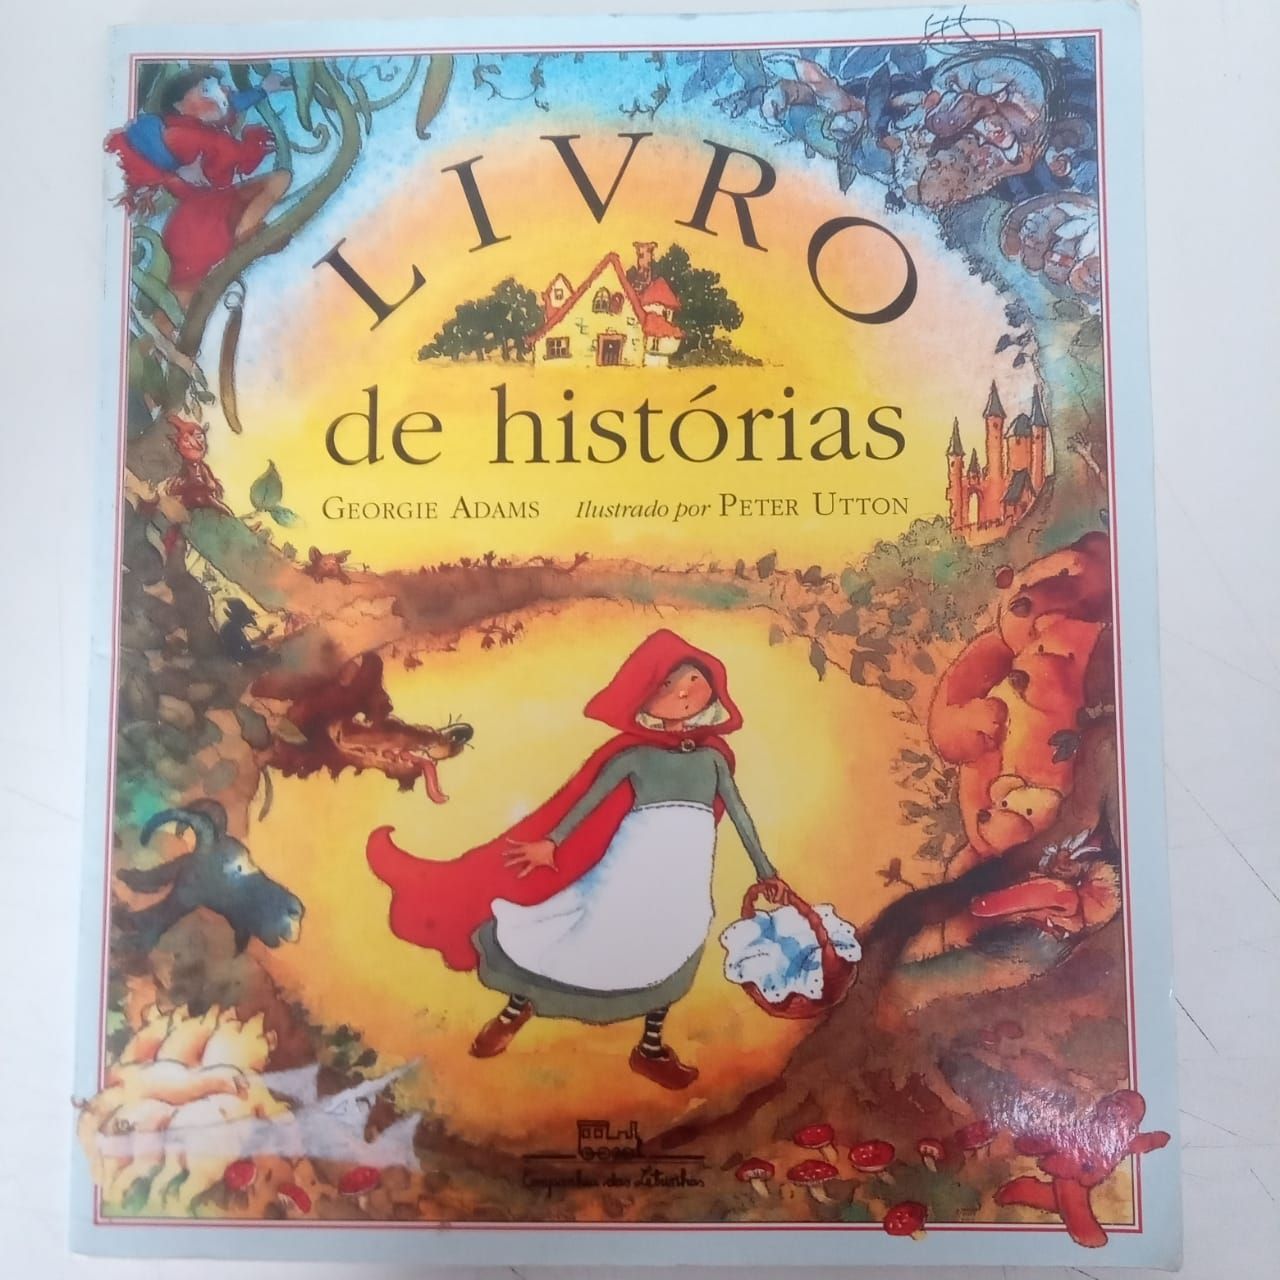 LIVRO
de histórias
GEORGIE ADAMS Ilustrado por PETER UTTON
Companhia das Letrinhas